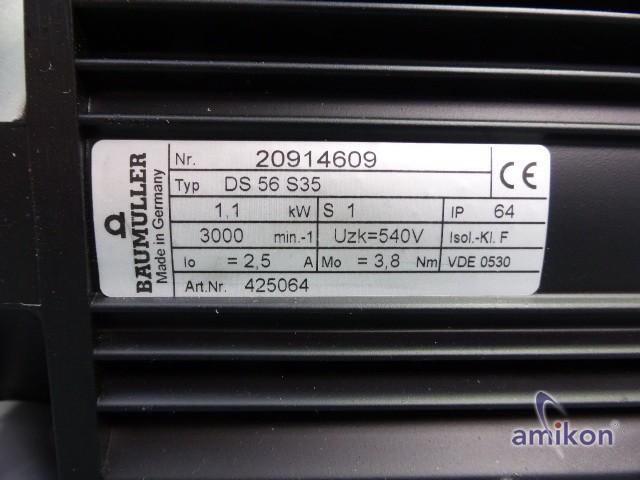 BAUMULLER
Made in Germany
Nr. 20914609
Typ DS 56 S35
CE
1,1 kW S 1 IP 64
3000 min.-1 Uzk=540V Isol.-Kl. F
Io = 2,5 A Mo = 3,8 Nm VDE 0530
Art.Nr. 425064
amikon®